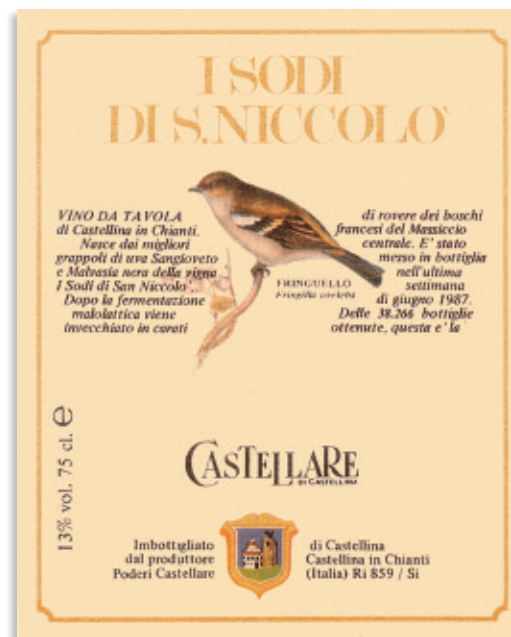 I SODI
DI S. NICCOLO'
VINO DA TAVOLA
di Castellina in Chianti.
Nasce dai migliori
grappoli di uva Sangioveto
e Malvasia nera della vigna
I Sodi di San Niccolo'.
Dopo la fermentazione
malolattica viene
invecchiato in carati
di rovere dei boschi
francesi del Massiccio
centrale. E' stato
messo in bottiglia
nell'ultima
settimana
di giugno 1987.
Delle 38.266 bottiglie
ottenute, questa e' la
FRINGUELLO
Fringilla
13% vol. 75 cl. e
CASTELLARE
DI CASTELLINA
Imbottigliato
dal produttore
Poderi Castellare
di Castellina
Castellina in Chianti
(Italia) Ri 859 / Si